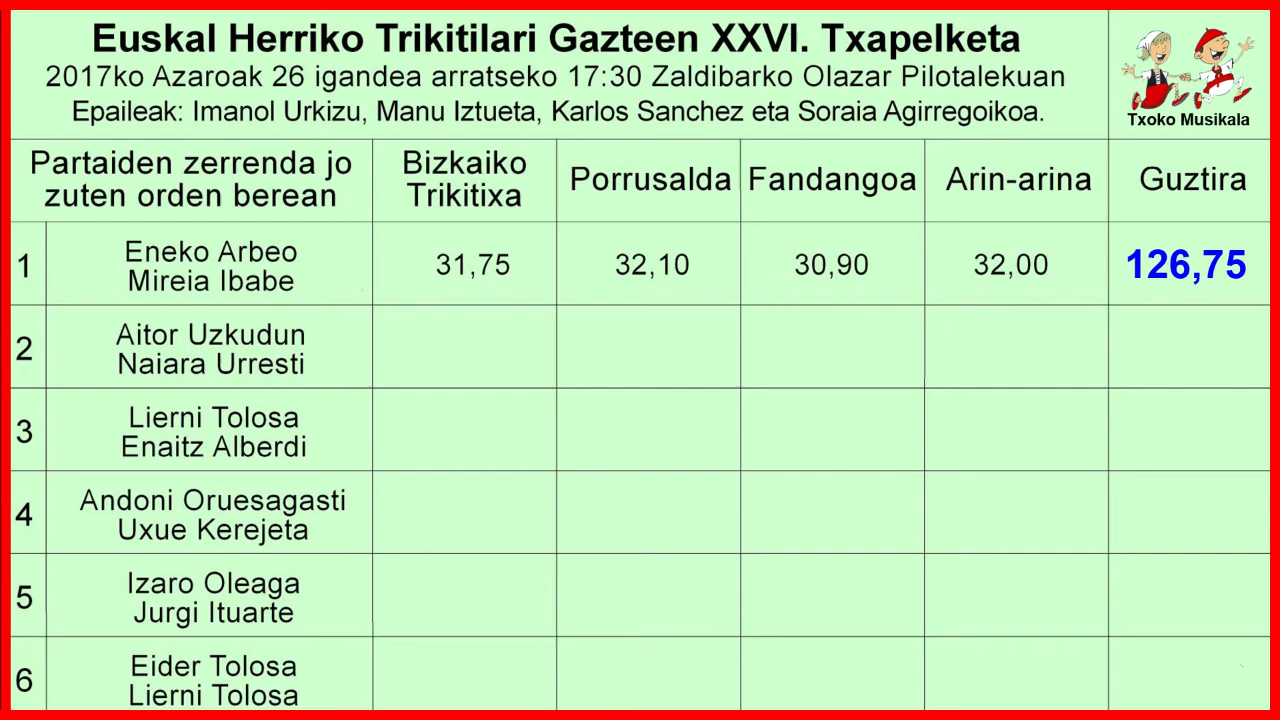 Euskal Herriko Trikitilari Gazteen XXVI. Txapelketa
2017ko Azaroak 26 igandea arratseko 17:30 Zaldibarko Olazar Pilotalekuan
Epaileak: Imanol Urkizu, Manu Iztueta, Karlos Sanchez eta Soraia Agirregoikoa.
Txoko Musikala
Partaiden zerrenda jo
zuten orden berean
Bizkaiko
Trikitixa
Porrusalda
Fandangoa
Arin-arina
Guztira
1
Eneko Arbeo
Mireia Ibabe
31,75
32,10
30,90
32,00
126,75
2
Aitor Uzkudun
Naiara Urresti
3
Lierni Tolosa
Enaitz Alberdi
4
Andoni Oruesagasti
Uxue Kerejeta
5
Izaro Oleaga
Jurgi Ituarte
6
Eider Tolosa
Lierni Tolosa